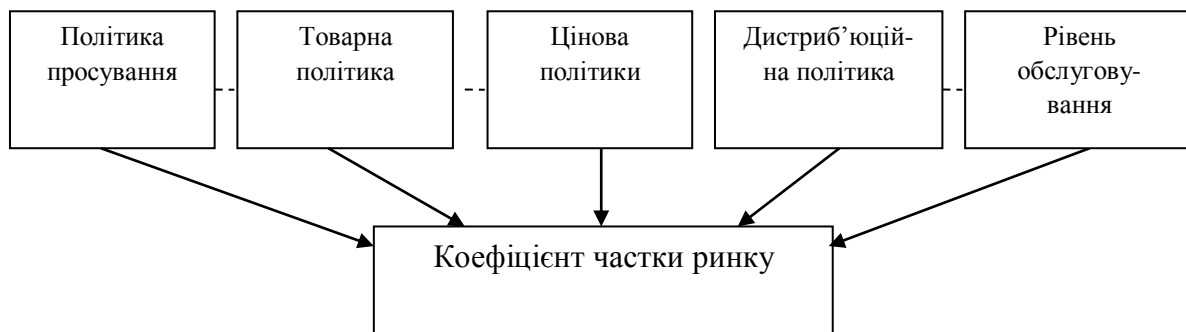 Політика
просування
Товарна
політика
Цінова
політики
Дистриб’юцій-
на політика
Рівень
обслугову-
вання
Коефіцієнт частки ринку